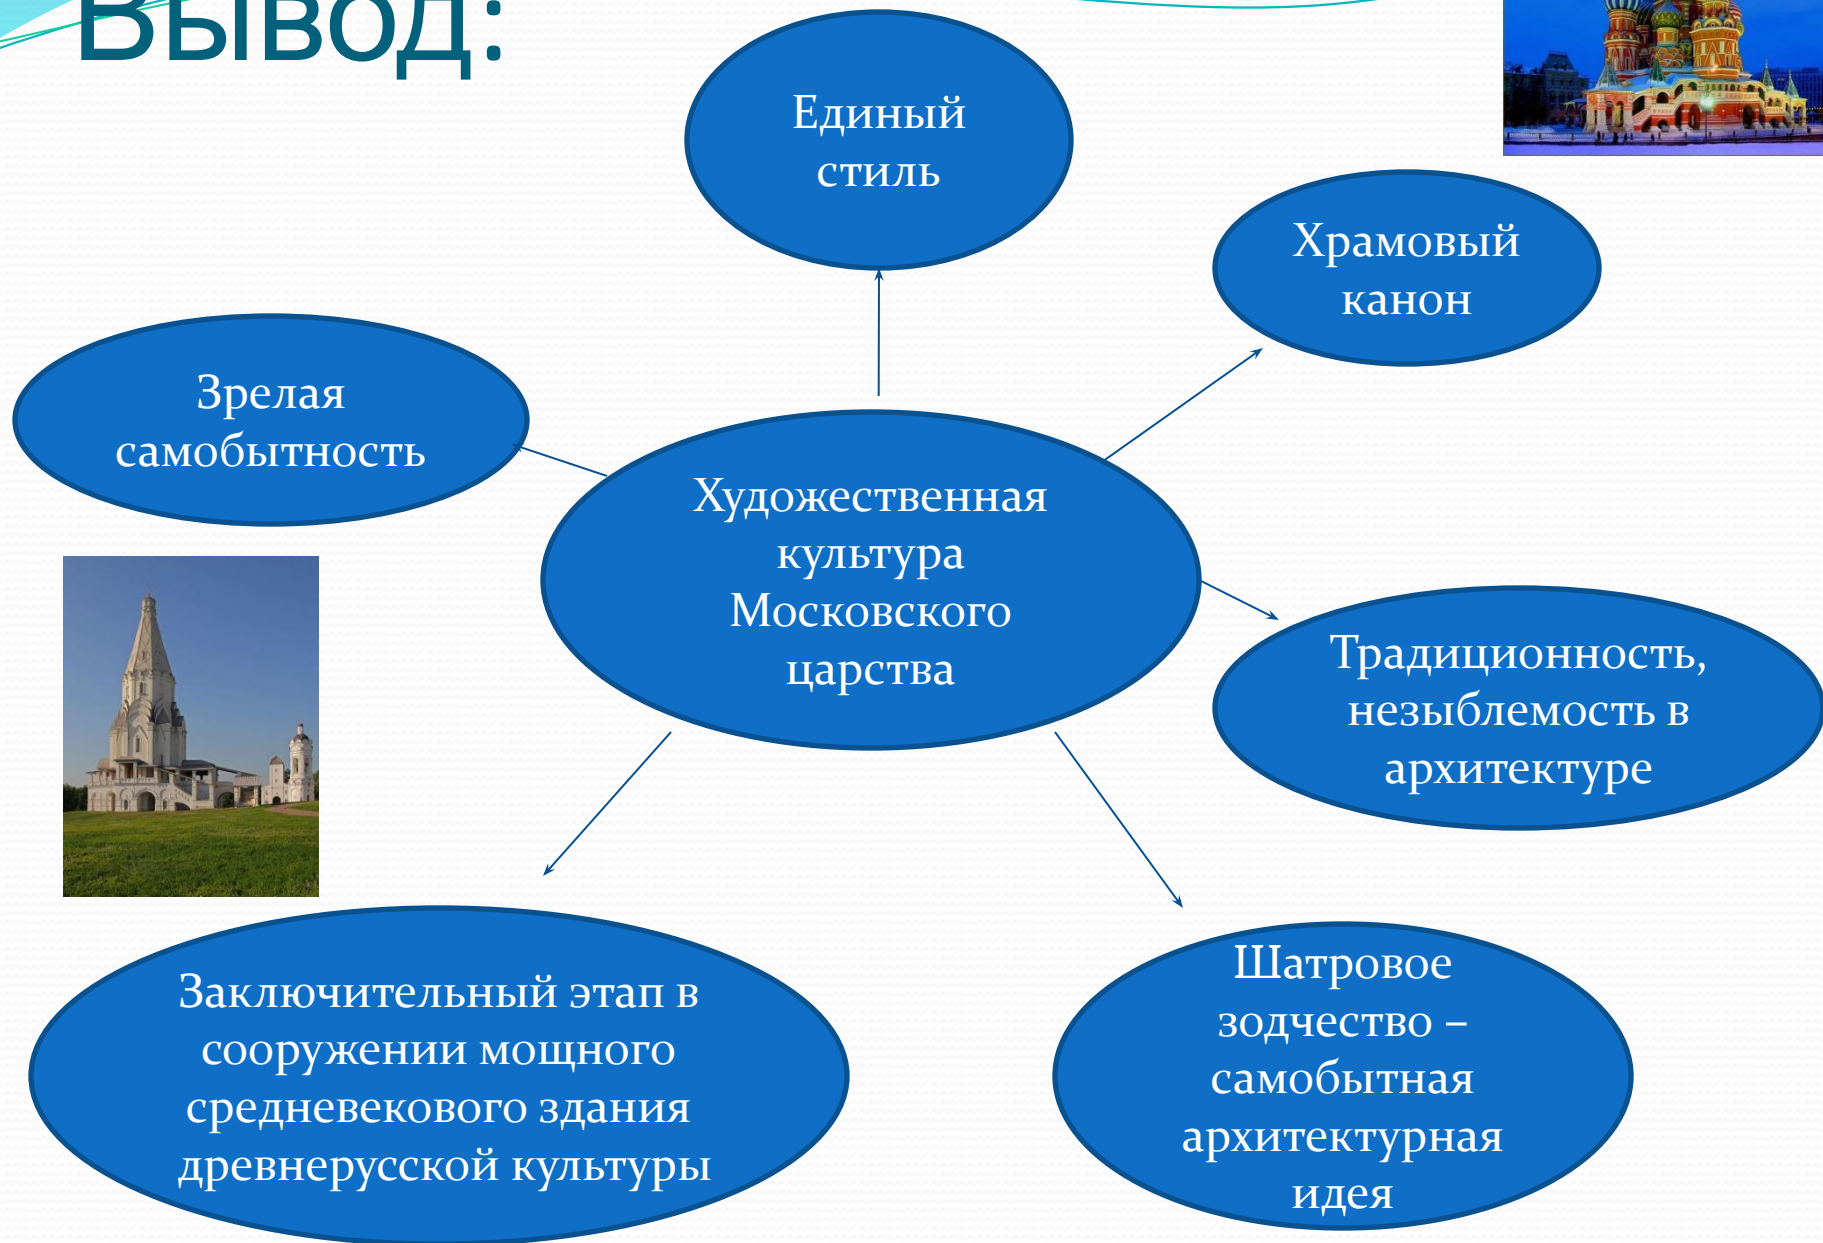 Вывод:
Единый
стиль
Храмовый
канон
Зрелая
самобытность
Художественная
культура
Московского
царства
Традиционность,
незыблемость в
архитектуре
Заключительный этап в
сооружении мощного
средневекового здания
древнерусской культуры
Шатровое
зодчество –
самобытная
архитектурная
идея